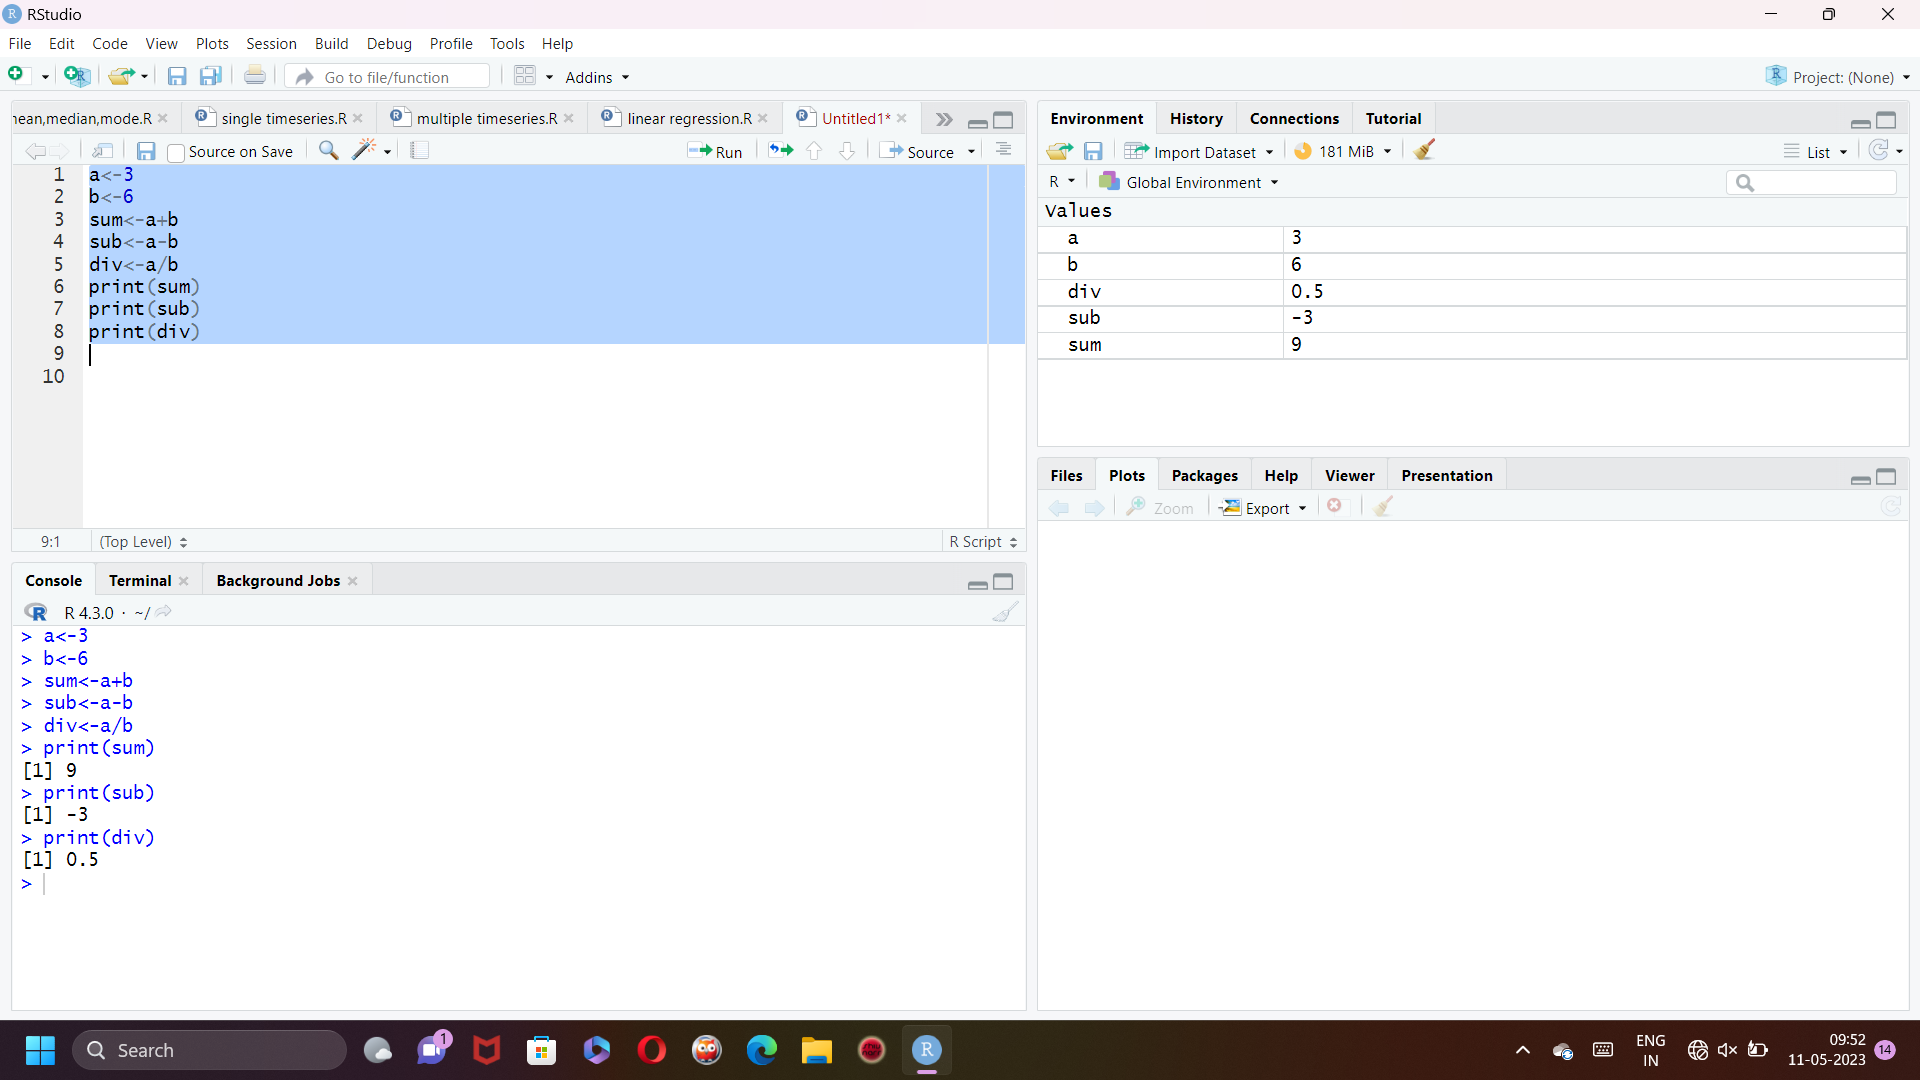 RStudio
File Edit Code View Plots Session Build Debug Profile Tools Help
Go to file/function Addins Project: (None)
nean,median,mode.R single timeseries.R multiple timeseries.R linear regression.R Untitled1*
Source on Save Run Source
1 a<-3
2 b<-6
3 sum<-a+b
4 sub<-a-b
5 div<-a/b
6 print(sum)
7 print(sub)
8 print(div)
9
10
9:1 (Top Level) R Script
Console Terminal Background Jobs
R 4.3.0 · ~/
> a<-3
> b<-6
> sum<-a+b
> sub<-a-b
> div<-a/b
> print(sum)
[1] 9
> print(sub)
[1] -3
> print(div)
[1] 0.5
>
Environment History Connections Tutorial
Import Dataset 181 MiB List
R Global Environment
Values
a 3
b 6
div 0.5
sub -3
sum 9
Files Plots Packages Help Viewer Presentation
Zoom Export
Search 1 ENG 09:52
IN 11-05-2023 14